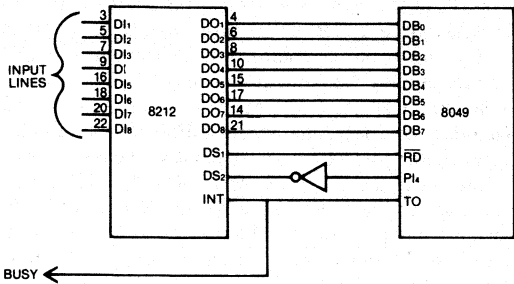 3 DI1 DO1 4 DB0
5 DI2 DO2 6 DB1
7 DI3 DO3 8 DB2
9 DI DO4 10 DB3
16 DI5 DO5 15 DB4
18 DI6 DO6 17 DB5
20 DI7 DO7 14 DB6
22 DI8 DO8 21 DB7
INPUT
LINES
8212
8049
DS1 RD
DS2 PI4
INT TO
BUSY